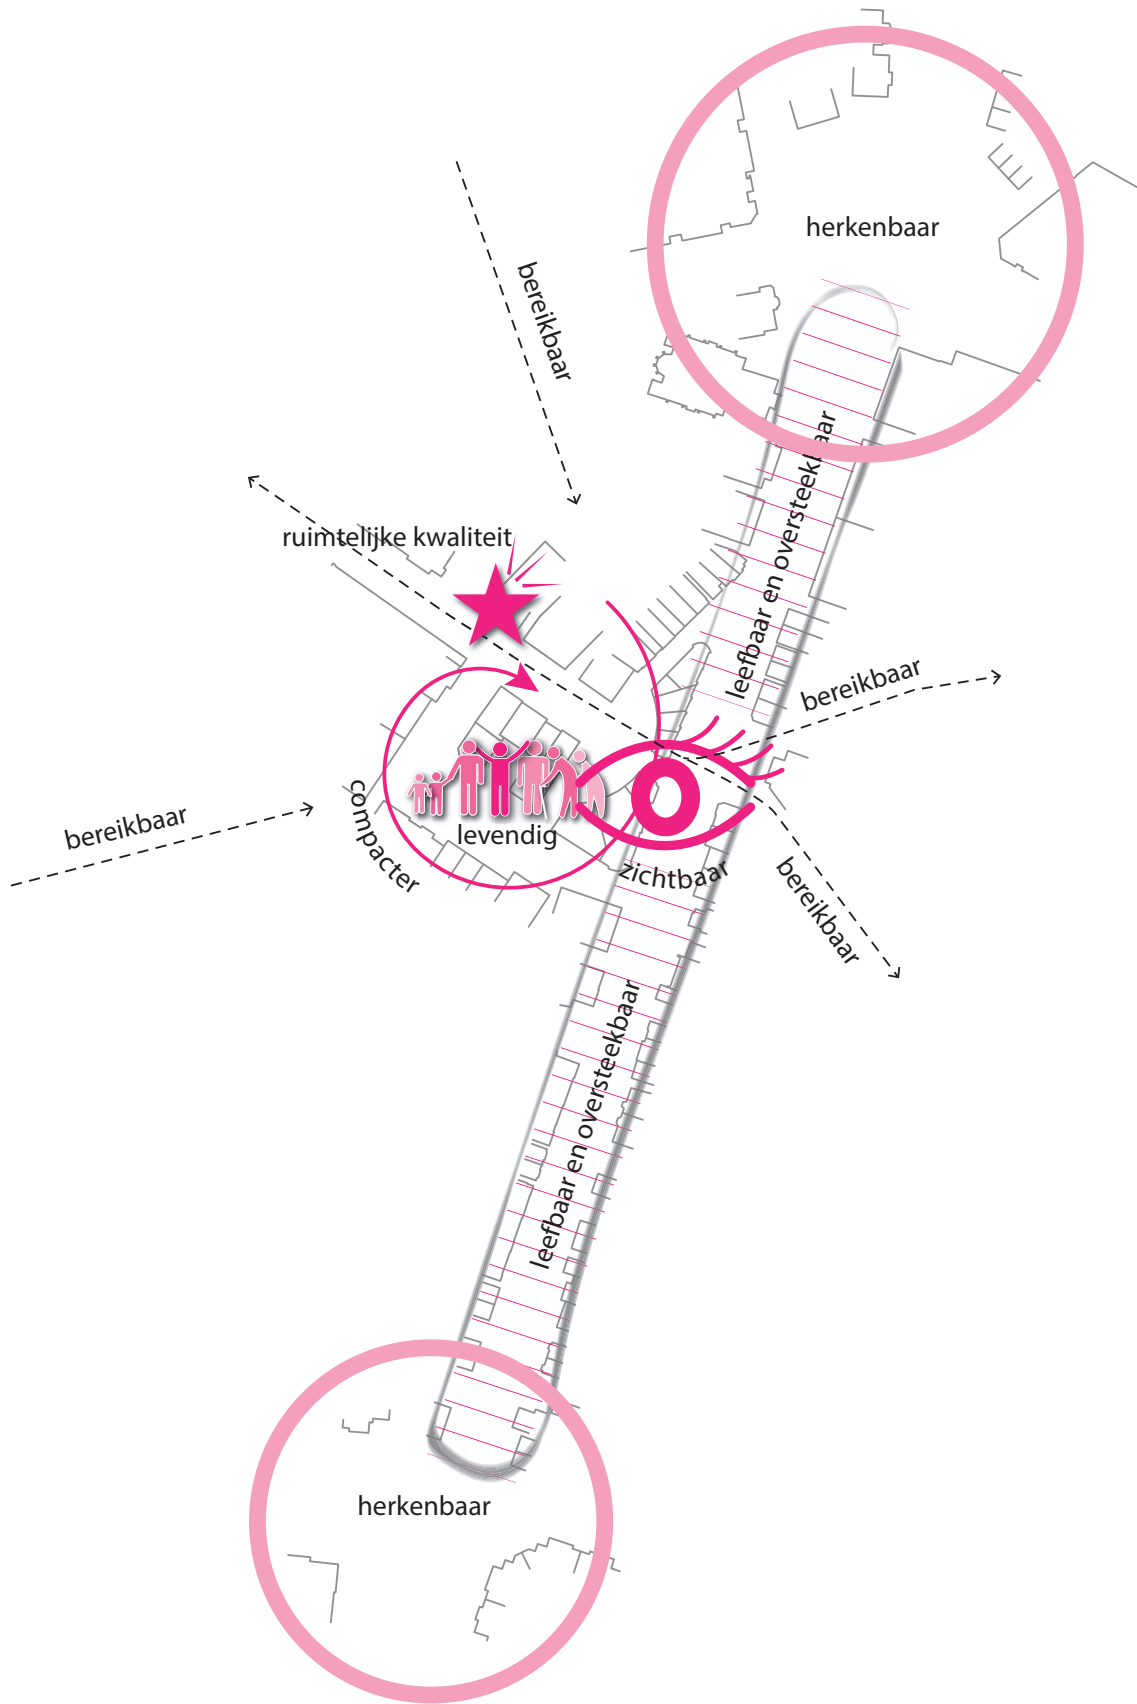 herkenbaar
bereikbaar
leefbaar en oversteekbaar
ruimtelijke kwaliteit
bereikbaar
bereikbaar
compacter
levendig
zichtbaar
bereikbaar
leefbaar en oversteekbaar
herkenbaar